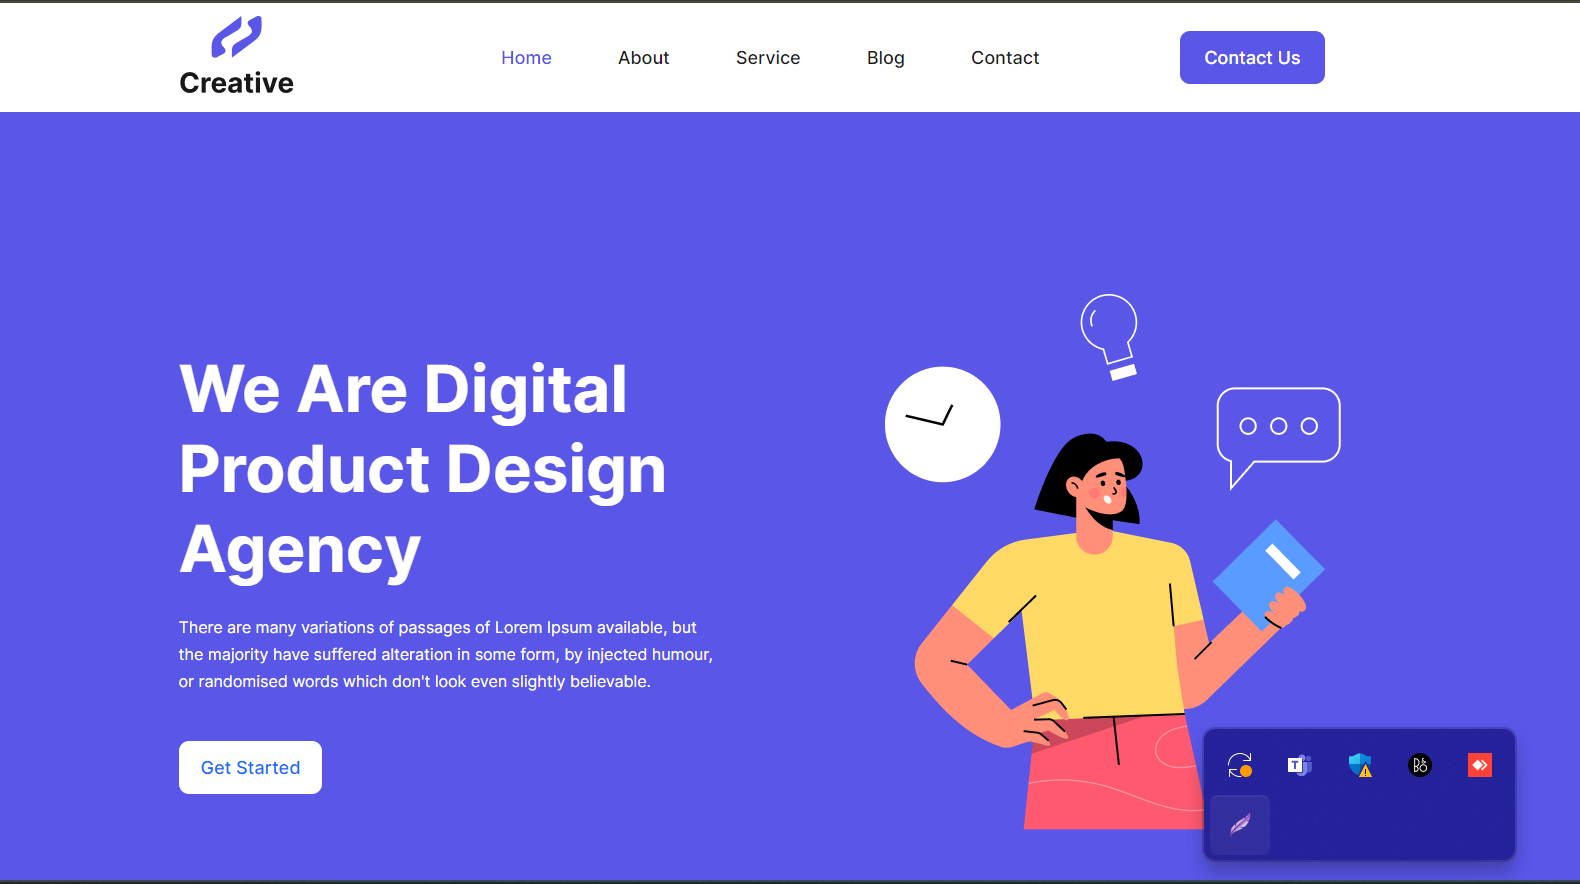 Creative
Home About Service Blog Contact
Contact Us
We Are Digital
Product Design
Agency
There are many variations of passages of Lorem Ipsum available, but
the majority have suffered alteration in some form, by injected humour,
or randomised words which don't look even slightly believable.
Get Started
T
B&O